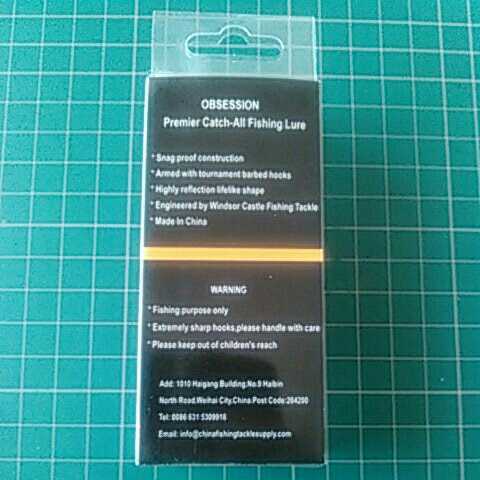 OBSESSION
Premier Catch-All Fishing Lure
* Snag proof construction
* Armed with tournament barbed hooks
* Highly reflection lifelike shape
* Engineered by Windsor Castle Fishing Tackle
* Made In China
WARNING
* Fishing purpose only
* Extremely sharp hooks,please handle with care
* Please keep out of children's reach
Add: 1010 Haigang Building,No.9 Haibin
North Road,Weihai City,China.Post Code:264200
Tel: 0086 631 5309916
Email: info@chinafishingtacklesupply.com